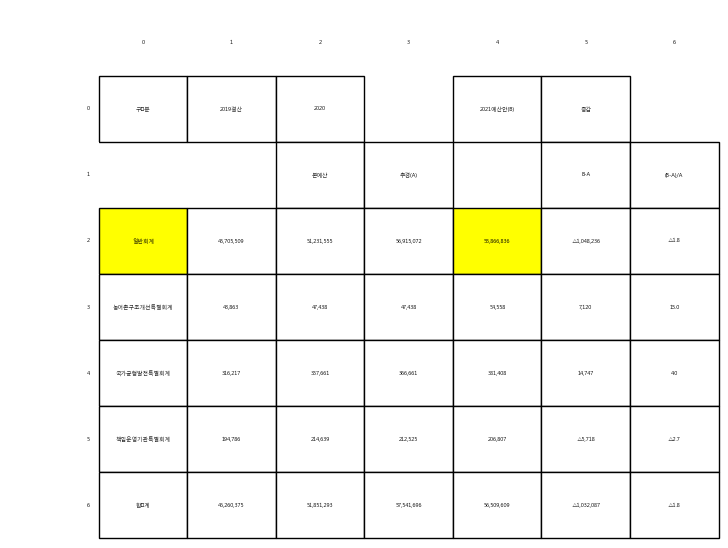 0 1 2 3 4 5 6
0 구분 2019결산 2020 2021예산안(B) 증감
1 본예산 추경(A) B-A (B-A)/A
2 일반회계 45,705,509 51,231,555 56,915,072 55,866,836 △1,048,236 △1.8
3 농어촌구조개선특별회계 43,863 47,438 47,438 54,558 7,120 15.0
4 국가균형발전특별회계 316,217 357,661 366,661 381,408 14,747 4.0
5 책임운영기관특별회계 194,786 214,639 212,525 206,807 △5,718 △2.7
6 합계 46,260,375 51,851,293 57,541,696 56,509,609 △1,032,087 △1.8